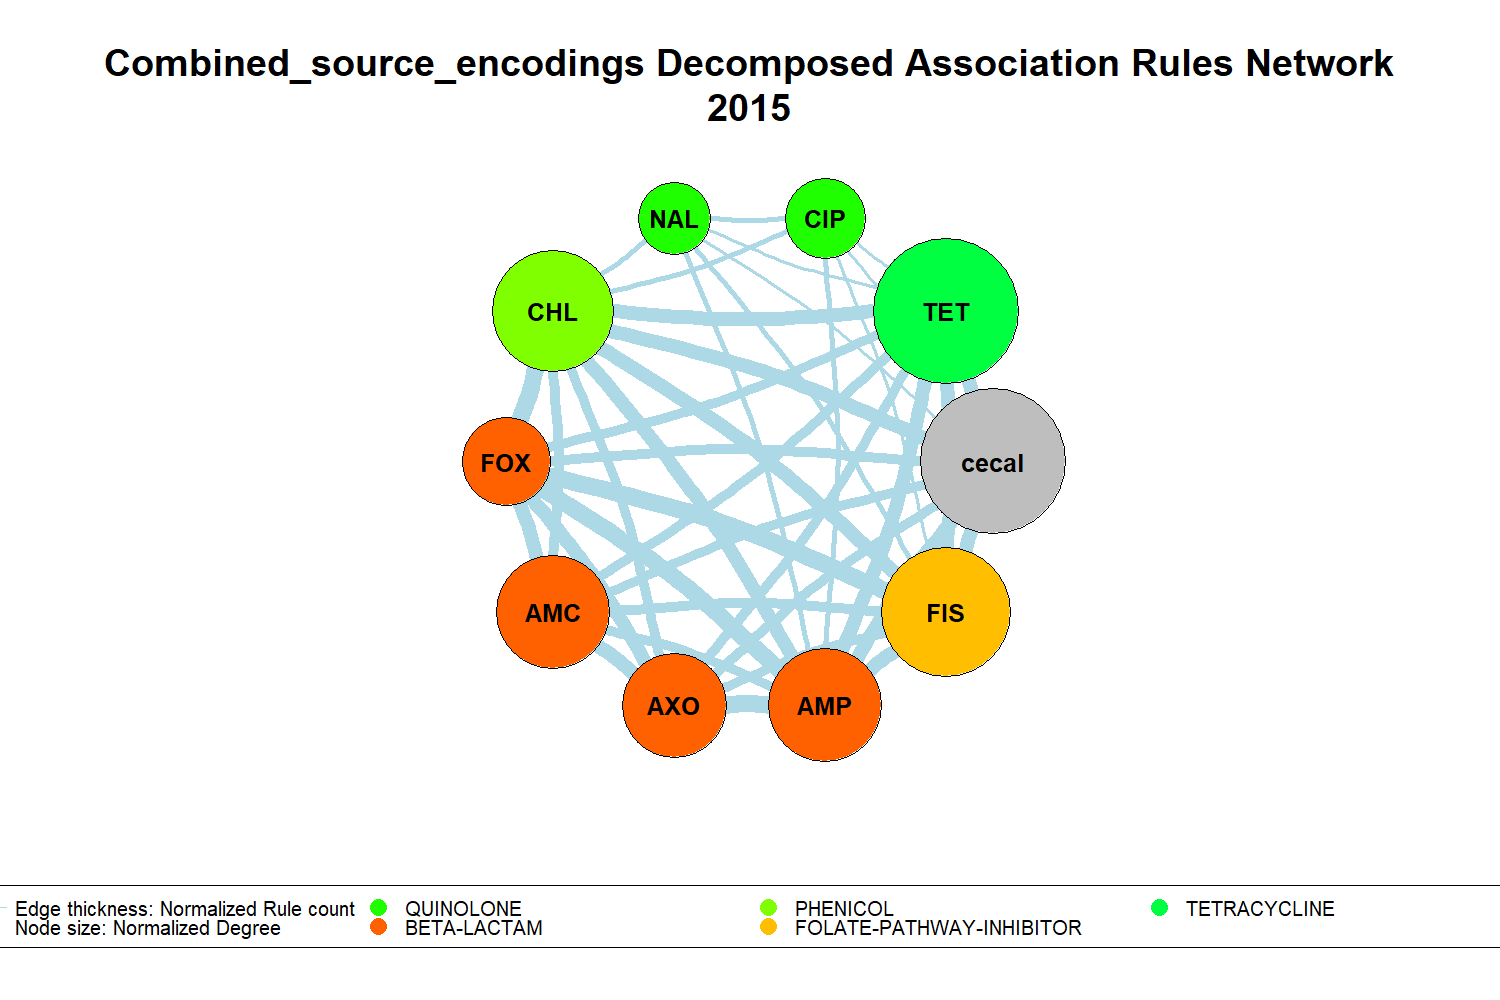 Combined_source_encodings Decomposed Association Rules Network
2015
NAL
CIP
CHL
TET
FOX
cecal
AMC
FIS
AXO
AMP
Edge thickness: Normalized Rule count
Node size: Normalized Degree
QUINOLONE
BETA-LACTAM
PHENICOL
FOLATE-PATHWAY-INHIBITOR
TETRACYCLINE